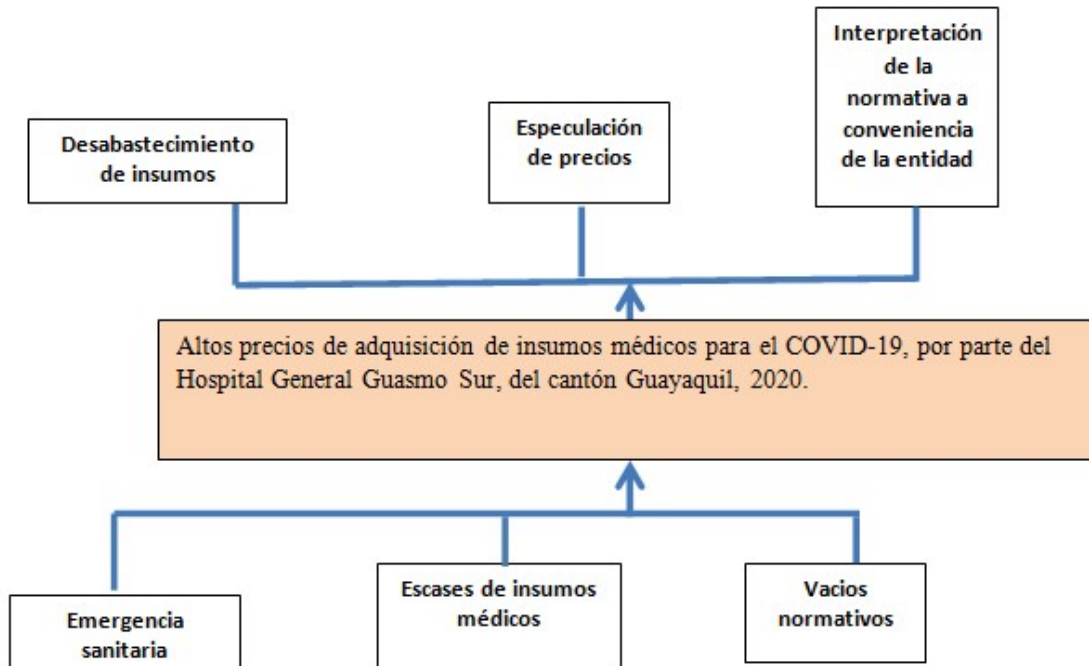 Interpretación
de la
normativa a
conveniencia
de la entidad
Especulación
de precios
Desabastecimiento
de insumos
Altos precios de adquisición de insumos médicos para el COVID-19, por parte del
Hospital General Guasmo Sur, del cantón Guayaquil, 2020.
Emergencia
sanitaria
Escases de insumos
médicos
Vacios
normativos